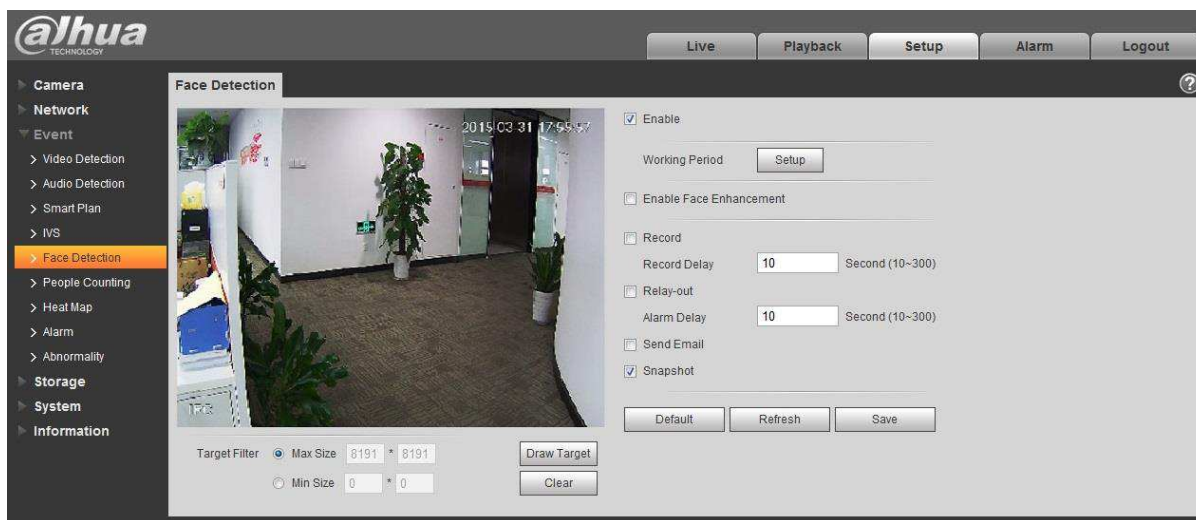 alhua
TECHNOLOGY
Live Playback Setup Alarm Logout
Camera
Network
Event
Video Detection
Audio Detection
Smart Plan
IVS
Face Detection
People Counting
Heat Map
Alarm
Abnormality
Storage
System
Information
Face Detection
?
2015-03-31 17:55:57
IPC
Target Filter Max Size 8191 * 8191 Draw Target
Min Size 0 * 0 Clear
Enable
Working Period Setup
Enable Face Enhancement
Record
Record Delay 10 Second (10~300)
Relay-out
Alarm Delay 10 Second (10~300)
Send Email
Snapshot
Default Refresh Save